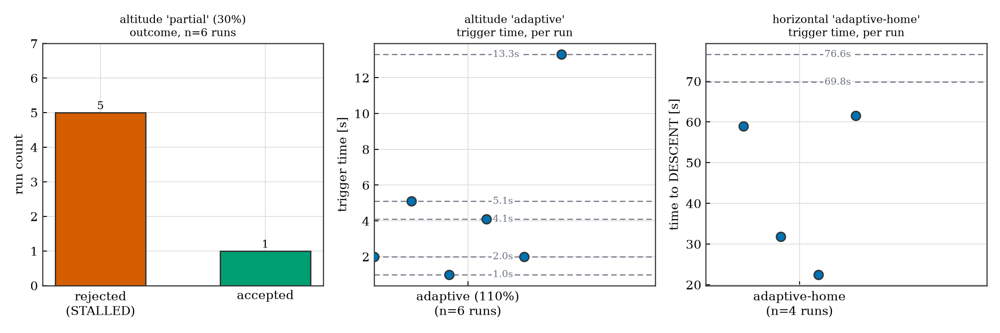 altitude 'partial' (30%)
outcome, n=6 runs
run count
7
6
5
4
3
2
1
0
5
1
rejected
(STALLED)
accepted
altitude 'adaptive'
trigger time, per run
trigger time [s]
12
10
8
6
4
2
13.3s
5.1s
4.1s
2.0s
1.0s
adaptive (110%)
(n=6 runs)
horizontal 'adaptive-home'
trigger time, per run
time to DESCENT [s]
70
60
50
40
30
20
76.6s
69.8s
adaptive-home
(n=4 runs)